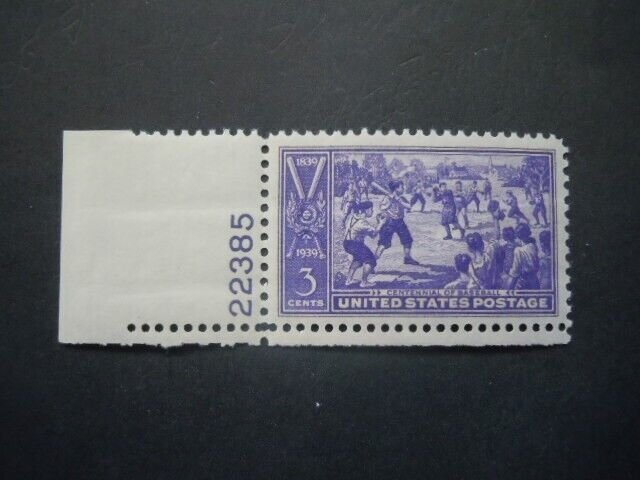 22385
1839
1939
3
CENTS
CENTENNIAL OF BASEBALL
UNITED STATES POSTAGE